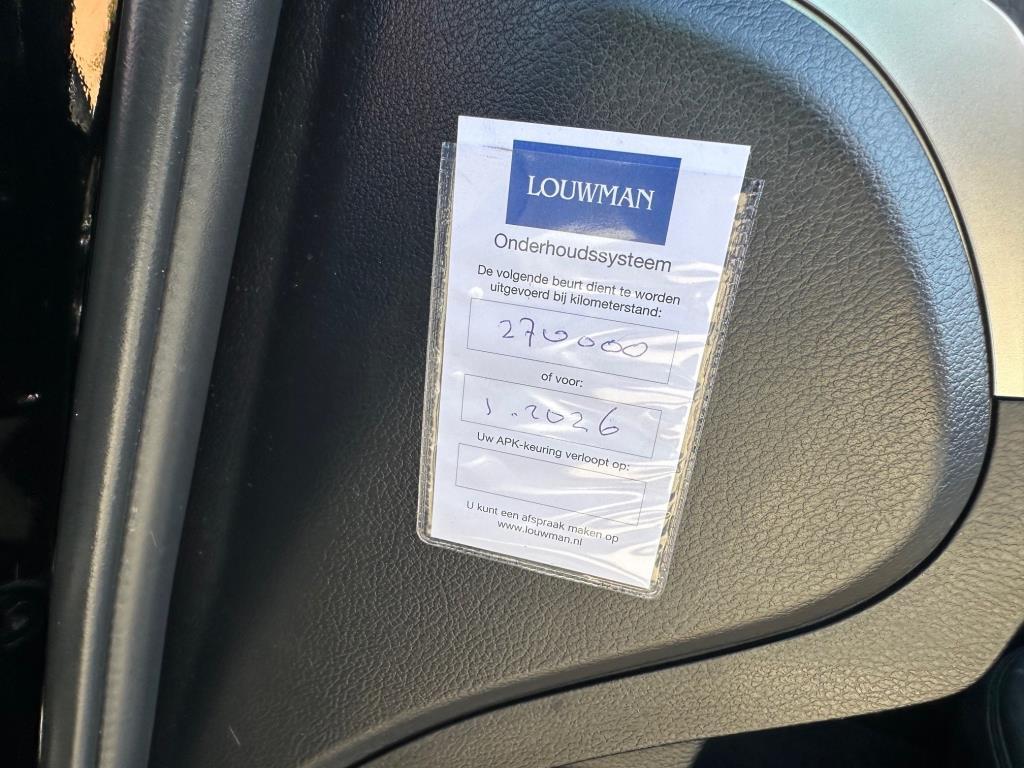 LOUWMAN
Onderhoudssysteem
De volgende beurt dient te worden
uitgevoerd bij kilometerstand:
270000
of voor:
1.2026
Uw APK-keuring verloopt op:
U kunt een afspraak maken op
www.louwman.nl